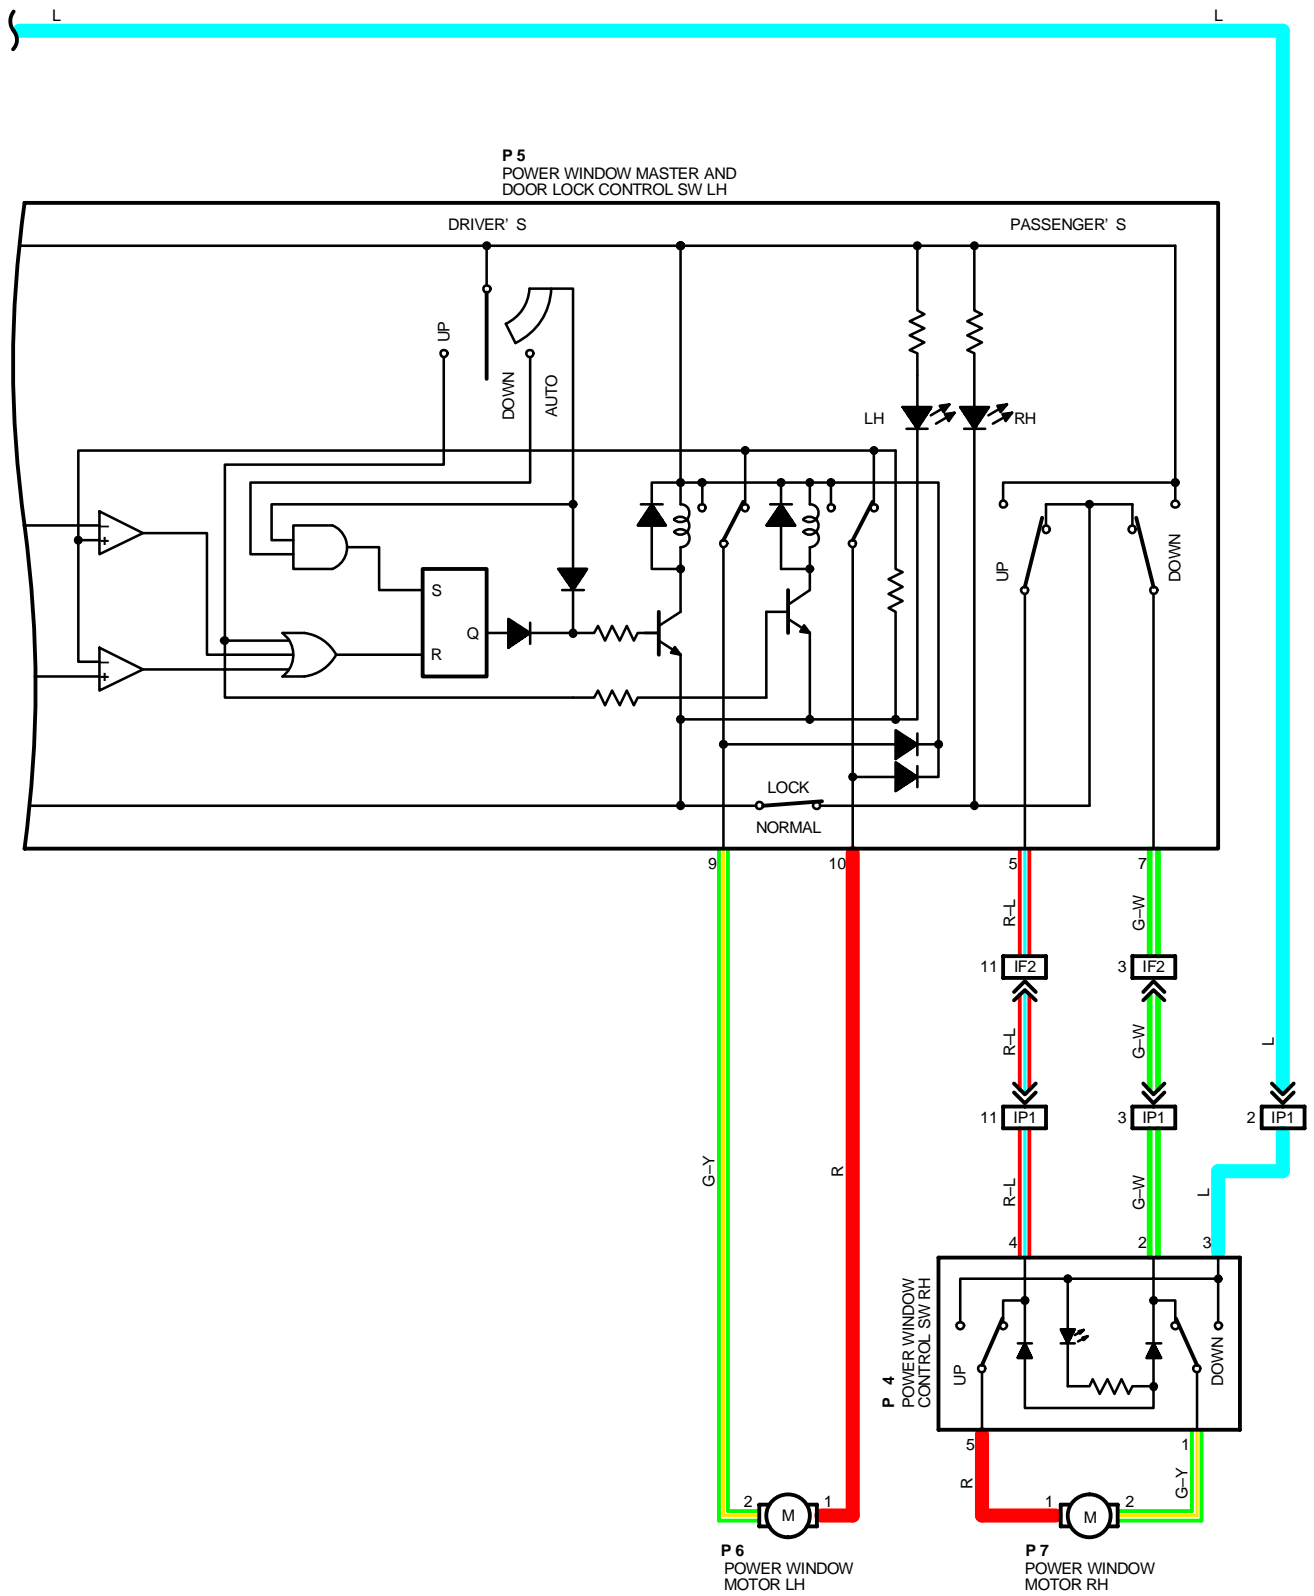 L
L
P 5
POWER WINDOW MASTER AND
DOOR LOCK CONTROL SW LH
DRIVER' S
PASSENGER' S
UP
DOWN
AUTO
LH
RH
UP
DOWN
−
+
S
Q
R
−
+
LOCK
NORMAL
9
10
5
7
R–L
G–W
11 IF2
3 IF2
R–L
G–W
L
11 IP1
3 IP1
2 IP1
G–Y
R
R–L
G–W
L
4
2
3
P 4
POWER WINDOW
CONTROL SW RH
UP
DOWN
5
1
R
G–Y
2
M
1
1
M
2
P 6
POWER WINDOW
MOTOR LH
P 7
POWER WINDOW
MOTOR RH